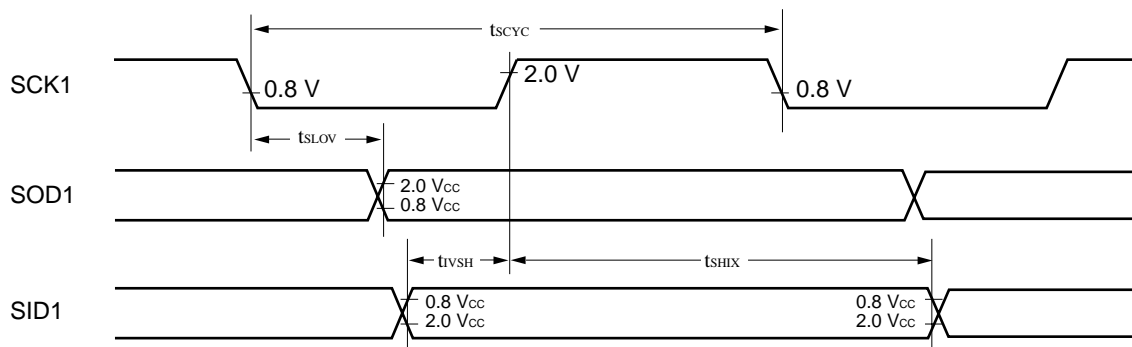 tSCYC
SCK1
0.8 V
2.0 V
0.8 V
tSLOV
SOD1
2.0 VCC
0.8 VCC
tIVSH
tSHIX
SID1
0.8 VCC
2.0 VCC
0.8 VCC
2.0 VCC